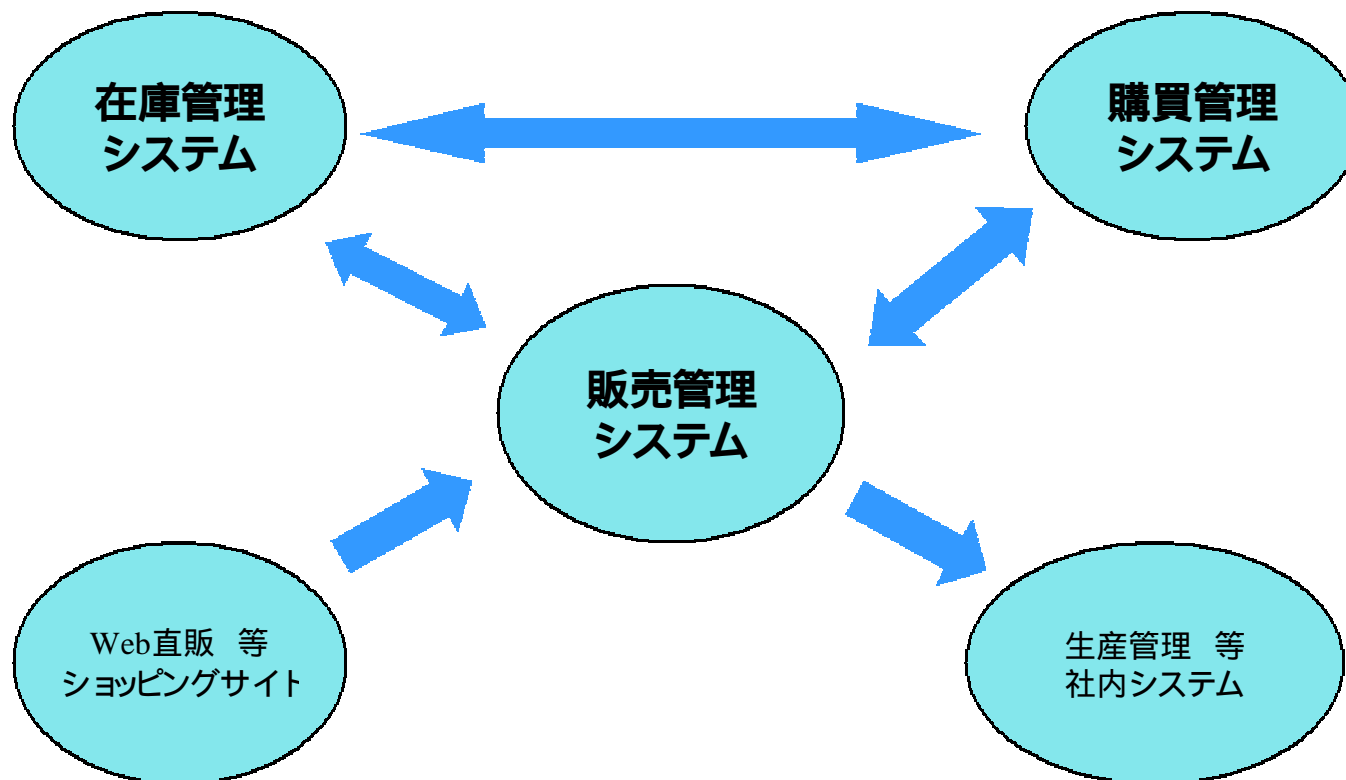 在庫管理
システム
購買管理
システム
販売管理
システム
Web直販 等
ショッピングサイト
生産管理 等
社内システム